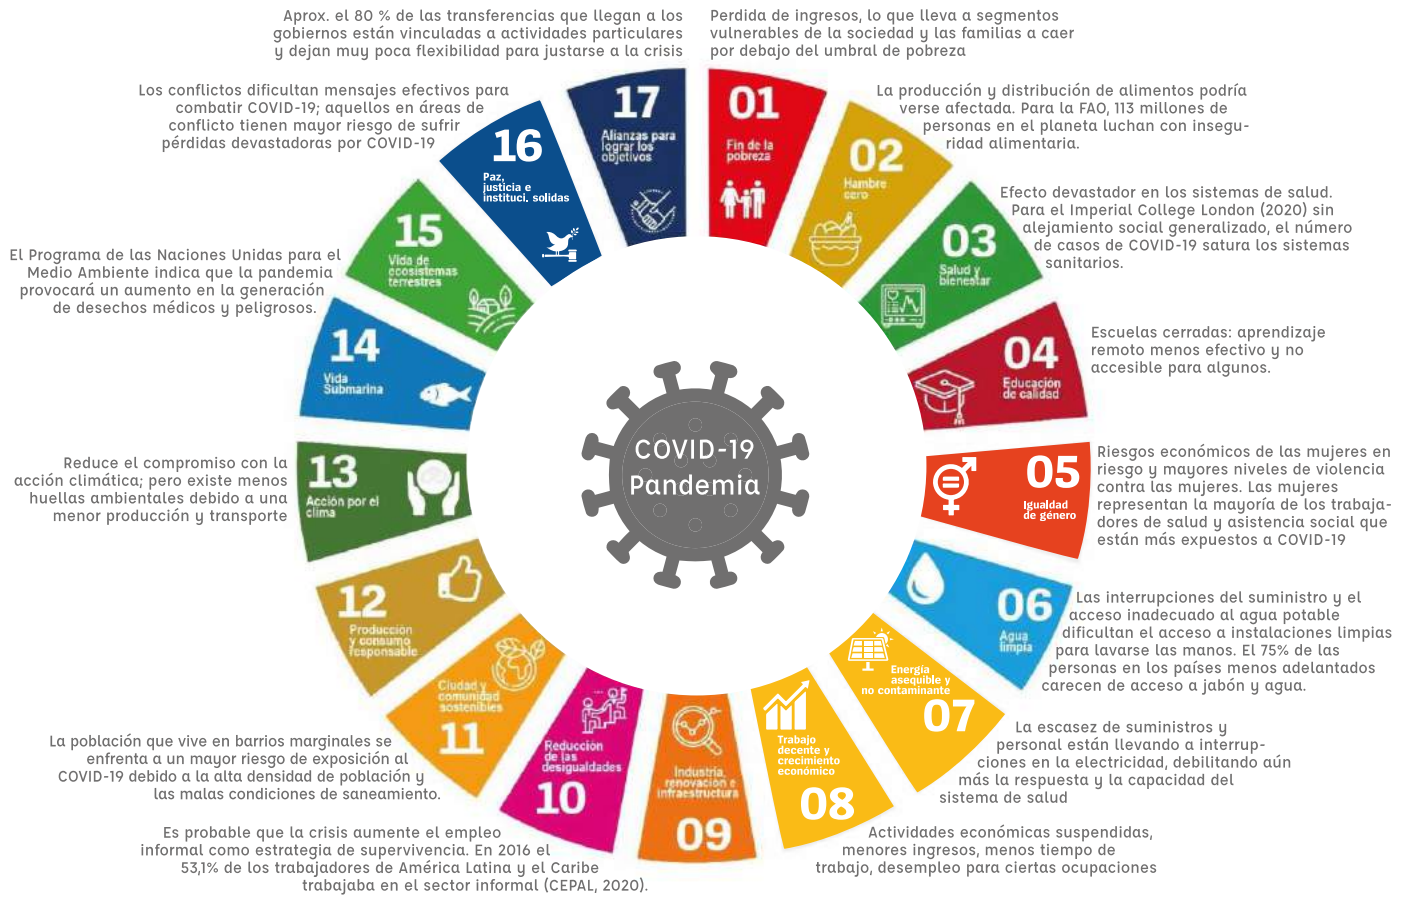 Aprox. el 80 % de las transferencias que llegan a los
gobiernos están vinculadas a actividades particulares
y dejan muy poca flexibilidad para justarse a la crisis
Perdida de ingresos, lo que lleva a segmentos
vulnerables de la sociedad y las familias a caer
por debajo del umbral de pobreza
Los conflictos dificultan mensajes efectivos para
combatir COVID-19; aquellos en áreas de
conflicto tienen mayor riesgo de sufrir
pérdidas devastadoras por COVID-19
La producción y distribución de alimentos podría
verse afectada. Para la FAO, 113 millones de
personas en el planeta luchan con insegu-
ridad alimentaria.
Efecto devastador en los sistemas de salud.
Para el Imperial College London (2020) sin
alejamiento social generalizado, el número
de casos de COVID-19 satura los sistemas
sanitarios.
El Programa de las Naciones Unidas para el
Medio Ambiente indica que la pandemia
provocará un aumento en la generación
de desechos médicos y peligrosos.
Escuelas cerradas: aprendizaje
remoto menos efectivo y no
accesible para algunos.
Reduce el compromiso con la
acción climática; pero existe menos
huellas ambientales debido a una
menor producción y transporte
Riesgos económicos de las mujeres en
riesgo y mayores niveles de violencia
contra las mujeres. Las mujeres
representan la mayoría de los trabaja-
dores de salud y asistencia social que
están más expuestos a COVID-19
Las interrupciones del suministro y el
acceso inadecuado al agua potable
dificultan el acceso a instalaciones limpias
para lavarse las manos. El 75% de las
personas en los países menos adelantados
carecen de acceso a jabón y agua.
La escasez de suministros y
personal están llevando a interrup-
ciones en la electricidad, debilitando aún
más la respuesta y la capacidad del
sistema de salud
La población que vive en barrios marginales se
enfrenta a un mayor riesgo de exposición al
COVID-19 debido a la alta densidad de población y
las malas condiciones de saneamiento.
Es probable que la crisis aumente el empleo
informal como estrategia de supervivencia. En 2016 el
53,1% de los trabajadores de América Latina y el Caribe
trabajaba en el sector informal (CEPAL, 2020).
Actividades económicas suspendidas,
menores ingresos, menos tiempo de
trabajo, desempleo para ciertas ocupaciones
COVID-19
Pandemia
01
Fin de la
pobreza
02
Hambre
cero
03
Salud y
bienestar
04
Educación
de calidad
05
Igualdad
de género
06
Agua
limpia
Energía
asequible y
no contaminante
07
Trabajo
decente y
crecimiento
económico
08
Industria,
renovación e
infraestructura
09
Reducción
de las
desigualdades
10
Ciudad y
comunidad
sostenibles
11
12
Producción
y consumo
responsable
13
Acción por el
clima
14
Vida
Submarina
15
Vida de
ecosistemas
terrestres
16
Paz,
justicia e
instituci. solidas
17
Alianzas para
lograr los
objetivos